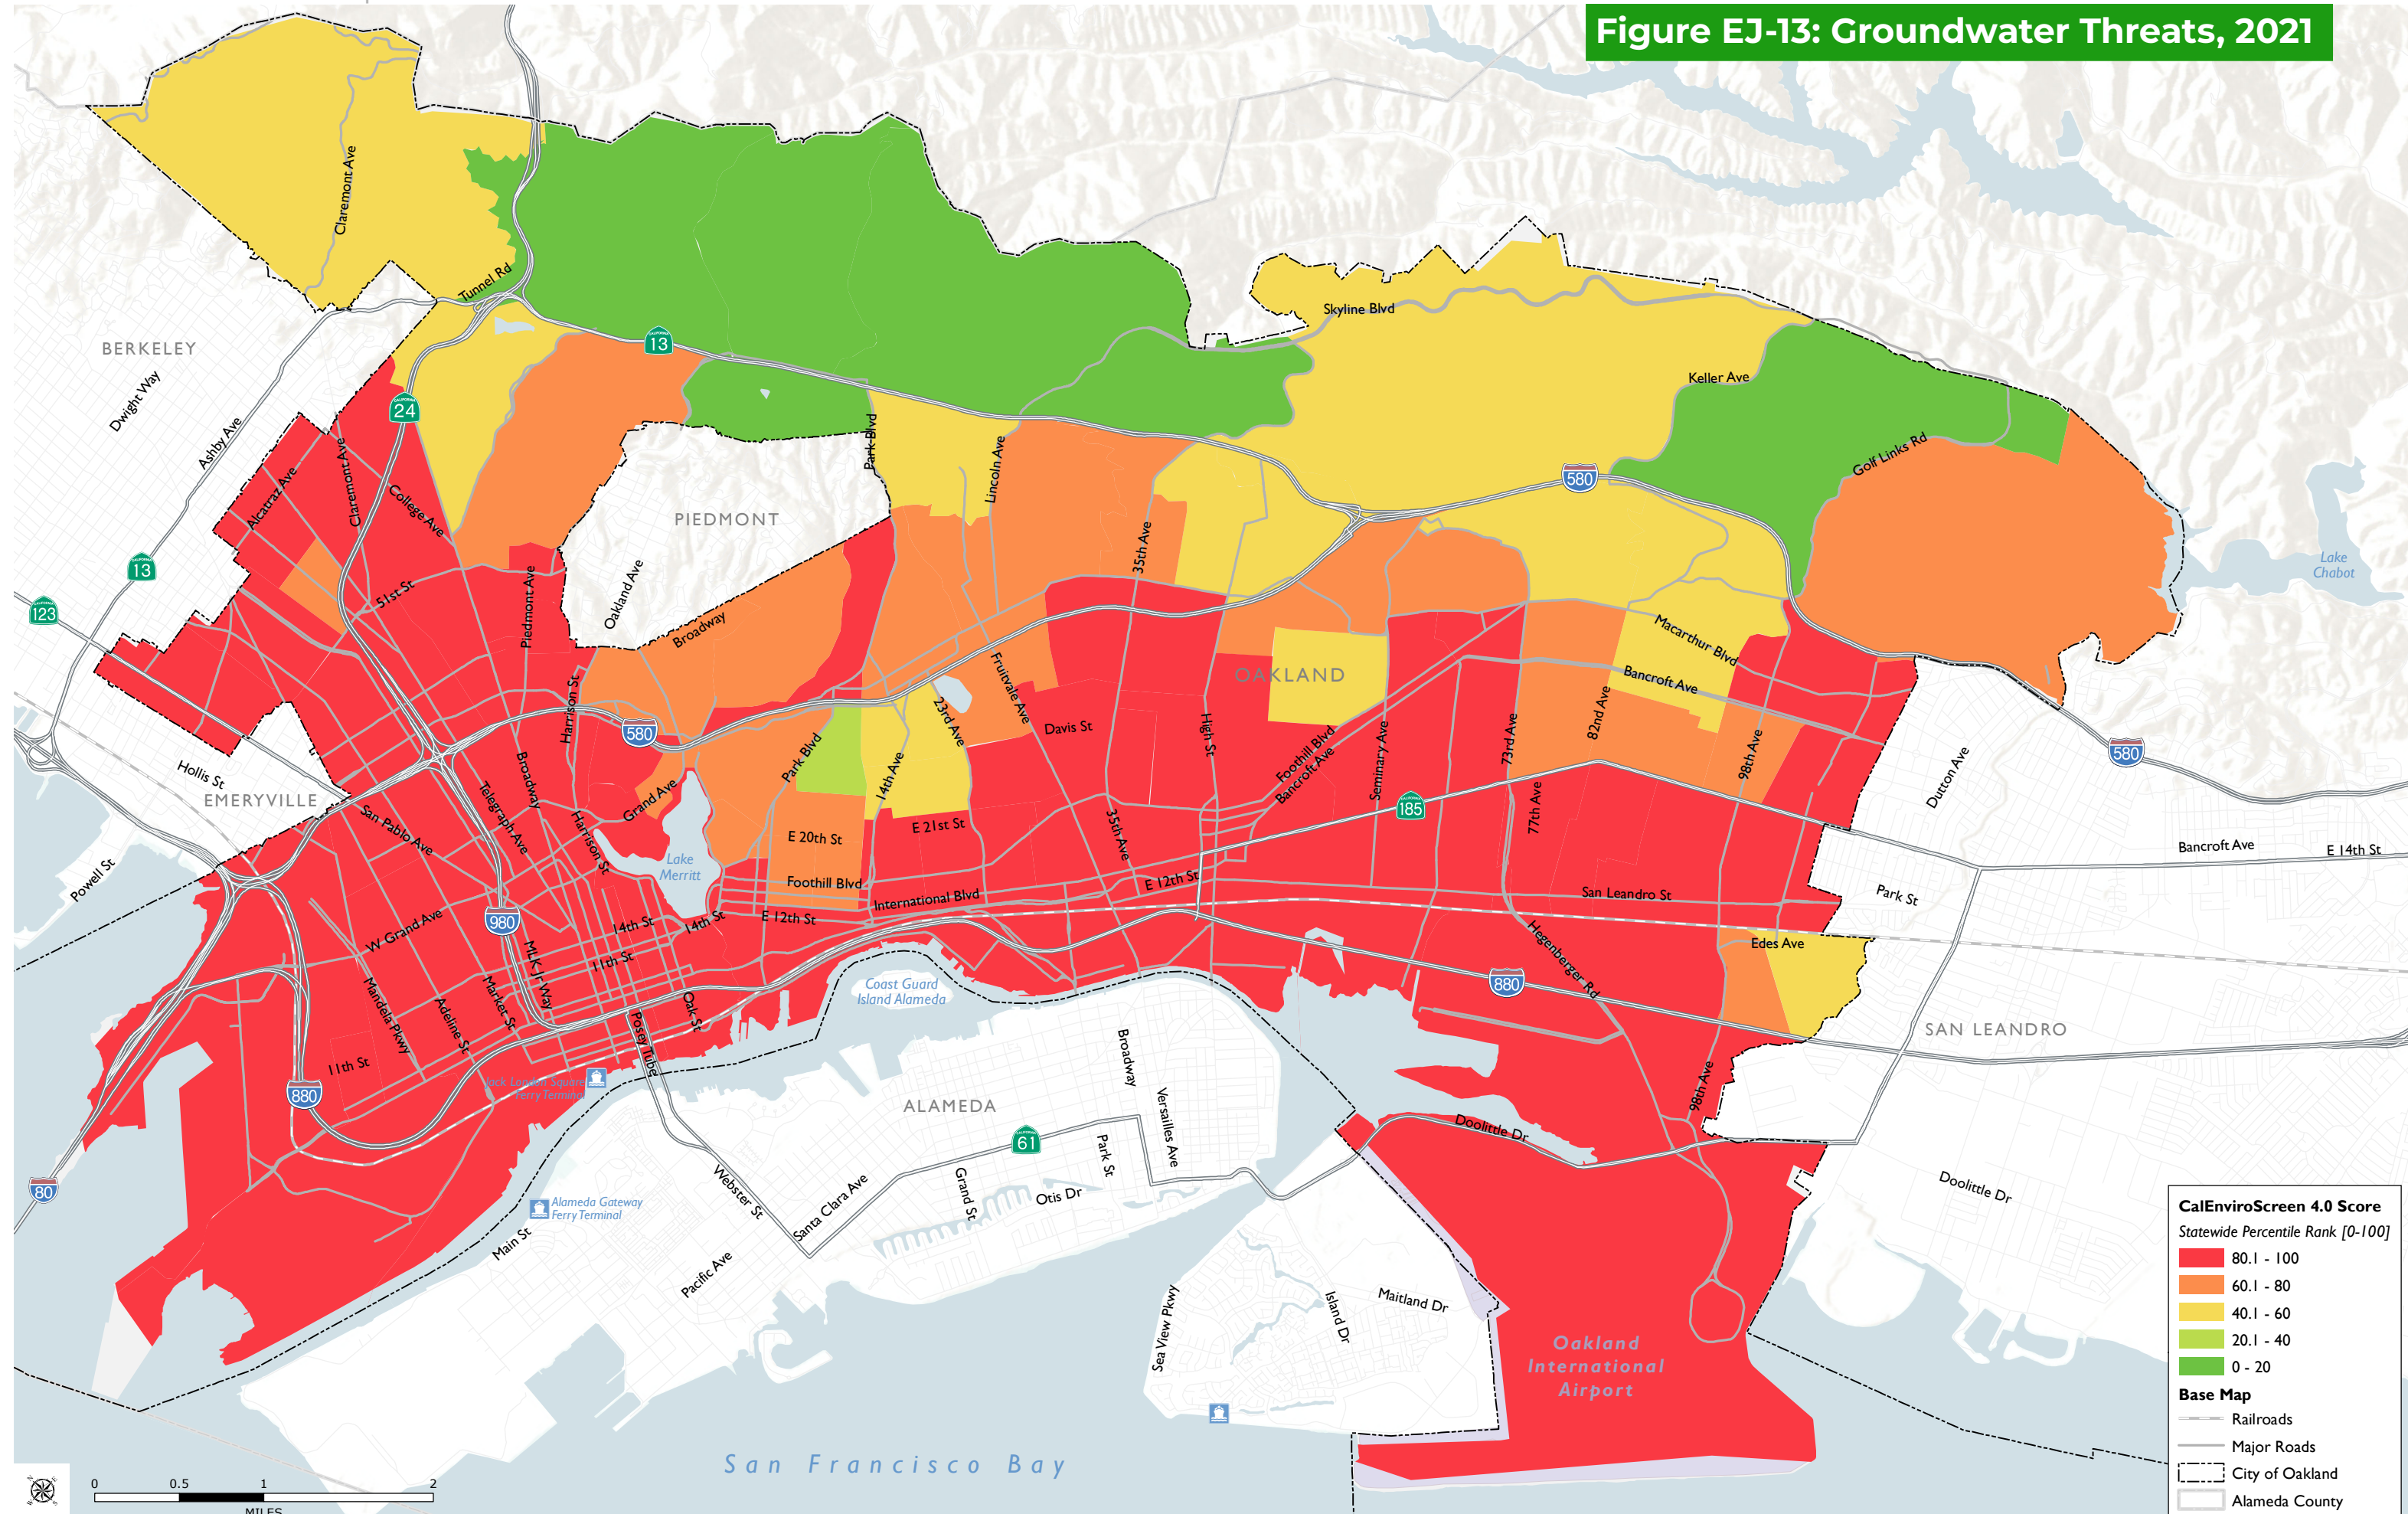 Figure EJ-13: Groundwater Threats, 2021
Claremont Ave
Tunnel Rd
BERKELEY
Dwight Way
Ashby Ave
13
24
13
123
Skyline Blvd
Keller Ave
Golf Links Rd
580
Lake
Chabot
Alcatraz Ave
Claremont Ave
College Ave
51st St
Piedmont Ave
PIEDMONT
Oakland Ave
Broadway
Park Blvd
Lincoln Ave
35th Ave
OAKLAND
Macarthur Blvd
Bancroft Ave
Hollis St
EMERYVILLE
Powell St
San Pablo Ave
Telegraph Ave
Broadway
Harrison St
Harrison St
580
Grand Ave
Lake
Merritt
Park Blvd
14th Ave
23rd Ave
Fruitvale Ave
Davis St
High St
35th Ave
Foothill Blvd
Bancroft Ave
Seminary Ave
73rd Ave
77th Ave
82nd Ave
98th Ave
185
580
Dutton Ave
Bancroft Ave
E 14th St
Park St
E 20th St
E 21st St
Foothill Blvd
International Blvd
E 12th St
E 12th St
San Leandro St
Edes Ave
Hegenberger Rd
880
98th Ave
SAN LEANDRO
W Grand Ave
980
14th St
14th St
11th St
MLK Jr Way
Market St
Adeline St
Mandela Pkwy
11th St
Oak St
Posey Tube
880
80
Jack London Square
Ferry Terminal
Coast Guard
Island Alameda
ALAMEDA
Broadway
Versailles Ave
Park St
61
Otis Dr
Grand St
Santa Clara Ave
Webster St
Pacific Ave
Main St
Alameda Gateway
Ferry Terminal
Doolittle Dr
Doolittle Dr
Sea View Pkwy
Island Dr
Maitland Dr
Oakland
International
Airport
San Francisco Bay
N
E
S
W
0 0.5 1 2
MILES
CalEnviroScreen 4.0 Score
Statewide Percentile Rank [0-100]
80.1 - 100
60.1 - 80
40.1 - 60
20.1 - 40
0 - 20
Base Map
Railroads
Major Roads
City of Oakland
Alameda County